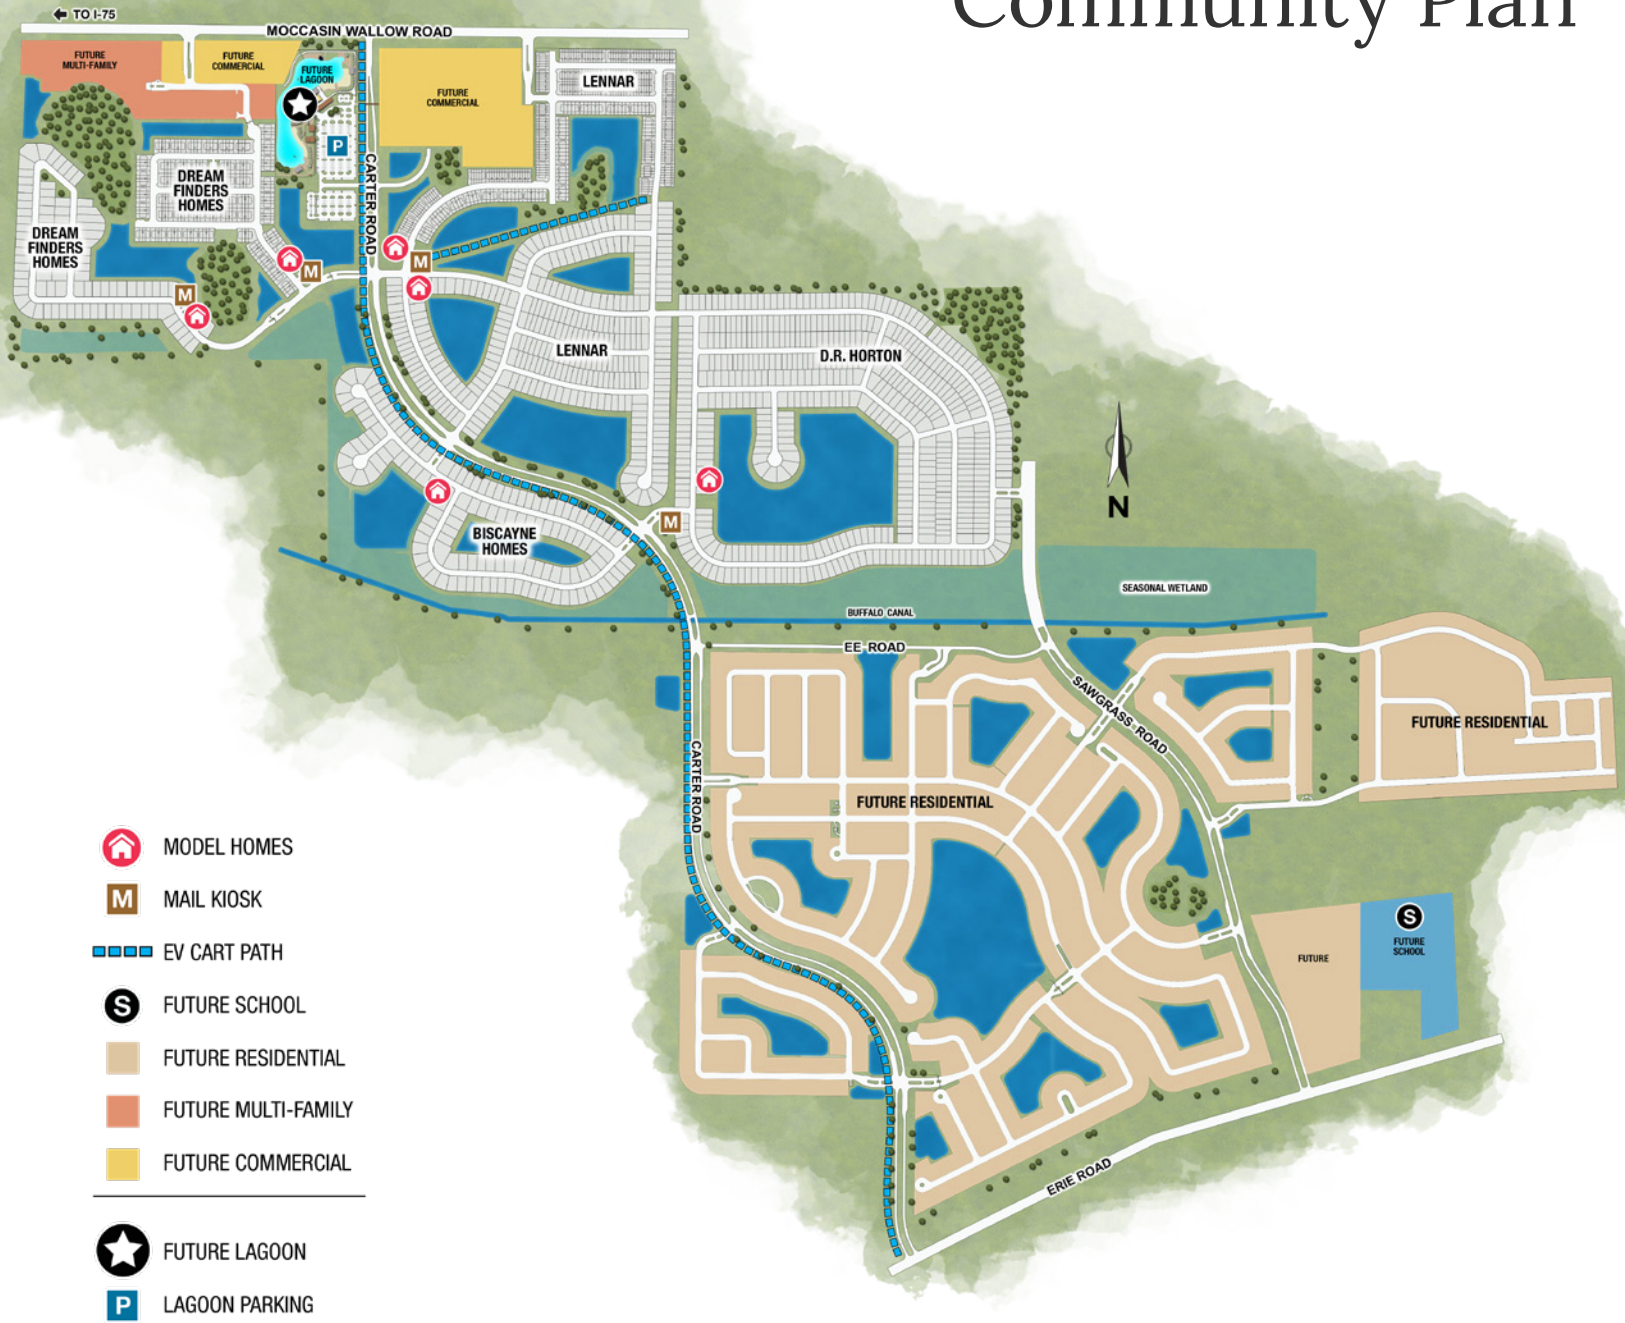 Community Plan
TO I-75
MOCCASIN WALLOW ROAD
FUTURE
MULTI-FAMILY
FUTURE
COMMERCIAL
FUTURE
LAGOON
FUTURE
COMMERCIAL
LENNAR
P
CARTER ROAD
DREAM
FINDERS
HOMES
DREAM
FINDERS
HOMES
M
M
M
LENNAR
D.R. HORTON
N
M
BISCAYNE
HOMES
SEASONAL WETLAND
BUFFALO CANAL
EE ROAD
SAWGRASS ROAD
FUTURE RESIDENTIAL
CARTER ROAD
FUTURE RESIDENTIAL
S
FUTURE
SCHOOL
FUTURE
ERIE ROAD
MODEL HOMES
M MAIL KIOSK
EV CART PATH
S FUTURE SCHOOL
FUTURE RESIDENTIAL
FUTURE MULTI-FAMILY
FUTURE COMMERCIAL
FUTURE LAGOON
P LAGOON PARKING